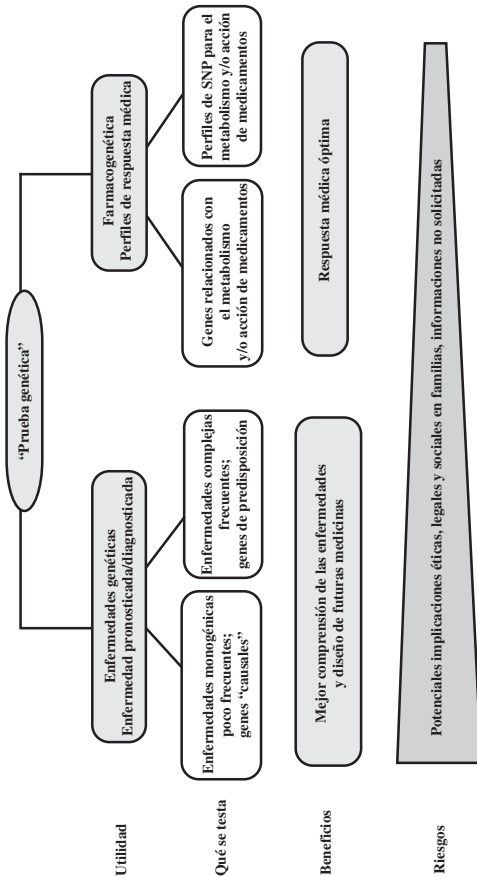 “Prueba genética”
Utilidad
Enfermedades genéticas
Enfermedad pronosticada/diagnosticada
Farmacogenética
Perfiles de respuesta médica
Qué se testa
Enfermedades monogénicas
poco frecuentes;
genes “causales”
Enfermedades complejas
frecuentes;
genes de predisposición
Genes relacionados con
el metabolismo
y/o acción de medicamentos
Perfiles de SNP para el
metabolismo y/o acción
de medicamentos
Beneficios
Mejor comprensión de las enfermedades
y diseño de futuras medicinas
Respuesta médica óptima
Riesgos
Potenciales implicaciones éticas, legales y sociales en familias, informaciones no solicitadas